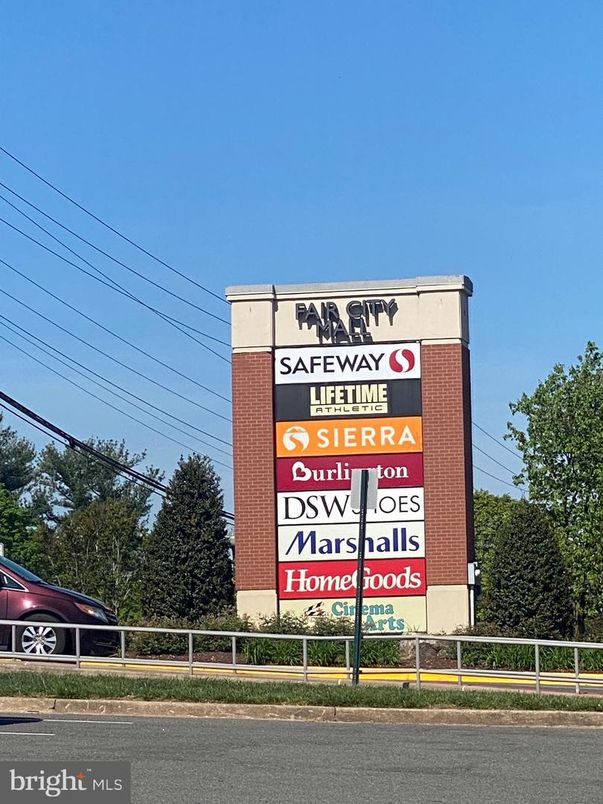 FAIR CITY
MALL
SAFEWAY
LIFETIME
ATHLETIC
SIERRA
Burlington
DSW SHOES
Marshalls
HomeGoods
Cinema
Arts
bright MLS